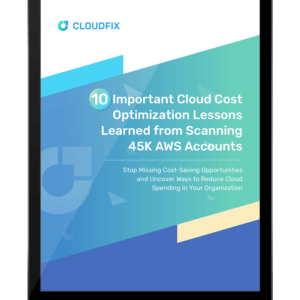 CLOUDFIX
10 Important Cloud Cost
Optimization Lessons
Learned from Scanning
45K AWS Accounts
Stop Missing Cost-Saving Opportunities
and Uncover Ways to Reduce Cloud
Spending in Your Organization